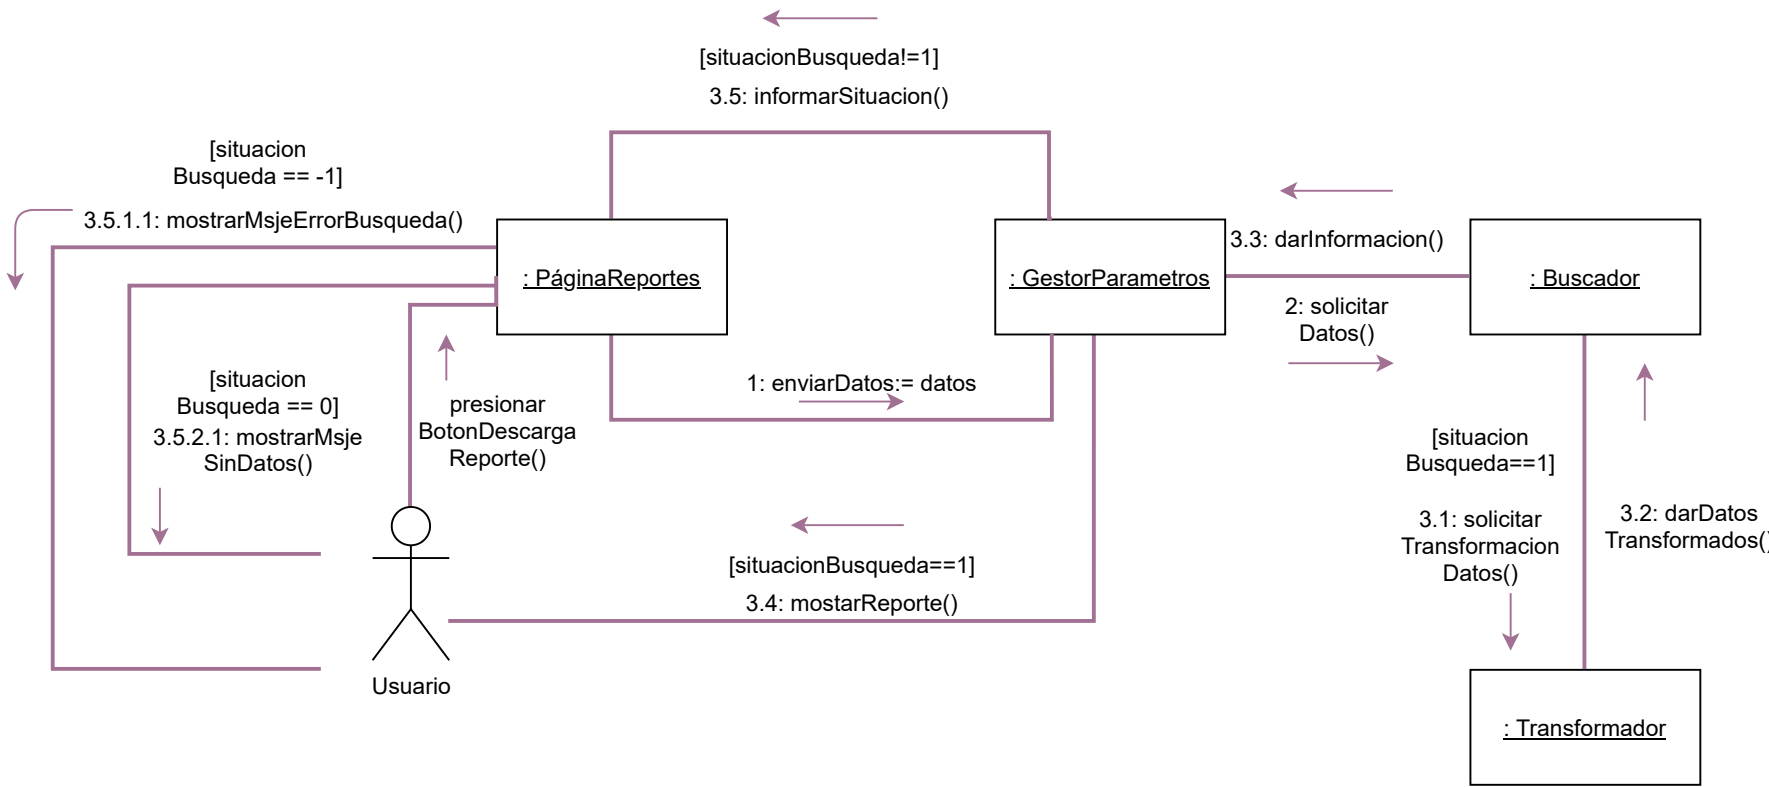 [situacionBusqueda!=1]
3.5: informarSituacion()
[situacion
Busqueda == -1]
3.5.1.1: mostrarMsjeErrorBusqueda()
: PáginaReportes
: GestorParametros
3.3: darInformacion()
: Buscador
2: solicitar
Datos()
1: enviarDatos:= datos
[situacion
Busqueda == 0]
3.5.2.1: mostrarMsje
SinDatos()
presionar
BotonDescarga
Reporte()
[situacion
Busqueda==1]
3.1: solicitar
Transformacion
Datos()
3.2: darDatos
Transformados()
[situacionBusqueda==1]
3.4: mostarReporte()
Usuario
: Transformador